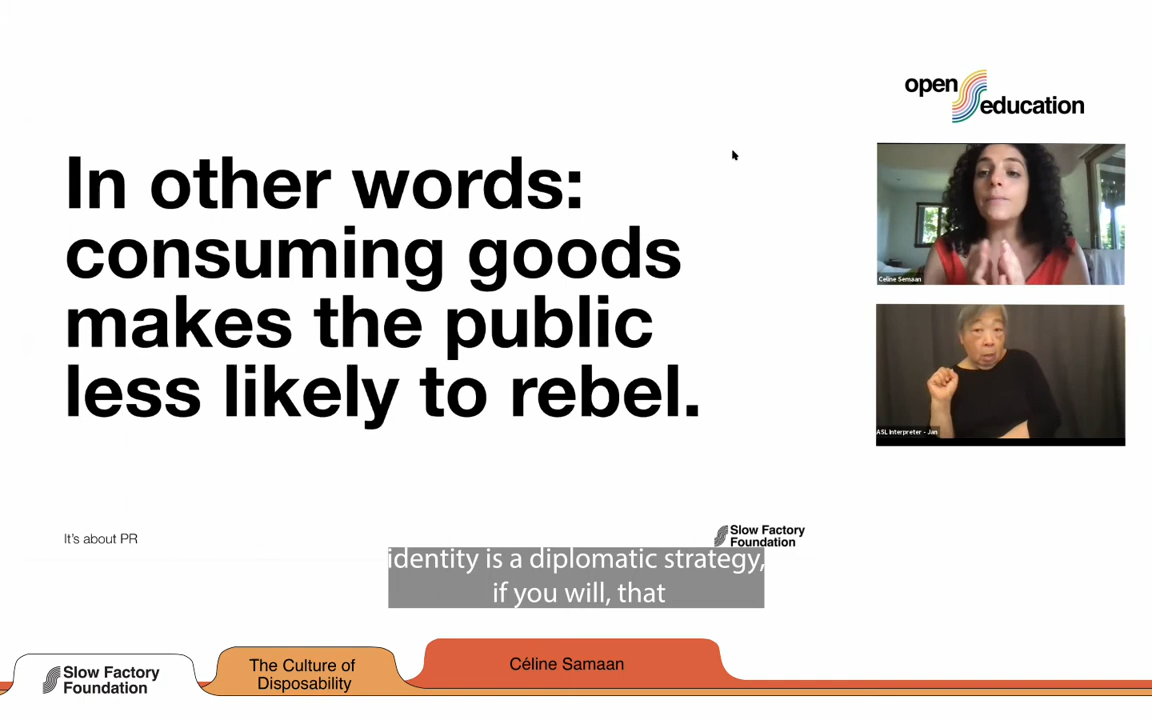 open
education
In other words:
consuming goods
makes the public
less likely to rebel.
Celine Semaan
ASL Interpreter - Jan
It's about PR
Slow Factory
Foundation
identity is a diplomatic strategy,
if you will, that
Slow Factory
Foundation
The Culture of
Disposability
Céline Samaan